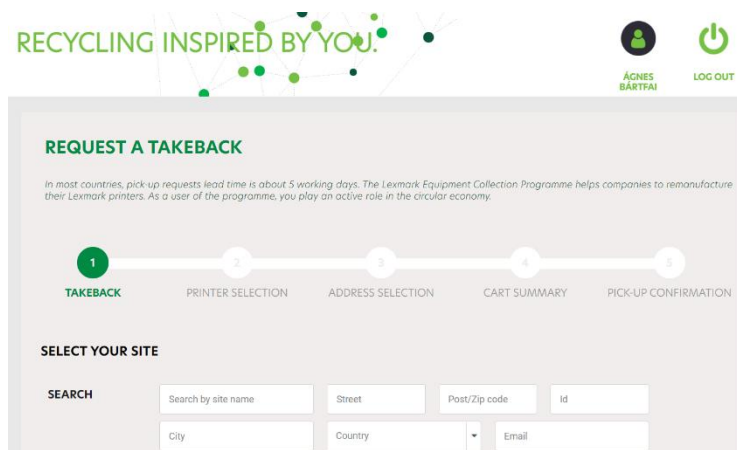 RECYCLING INSPIRED BY YOU.
ÁGNES
BÁRTFAI
LOG OUT
REQUEST A TAKEBACK
In most countries, pick-up requests lead time is about 5 working days. The Lexmark Equipment Collection Programme helps companies to remanufacture
their Lexmark printers. As a user of the programme, you play an active role in the circular economy.
1 2 3 4 5
TAKEBACK PRINTER SELECTION ADDRESS SELECTION CART SUMMARY PICK-UP CONFIRMATION
SELECT YOUR SITE
SEARCH Search by site name Street Post/Zip code Id
City Country Email